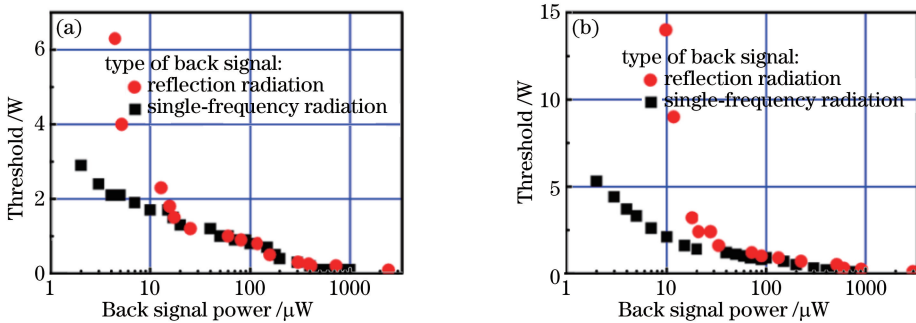 (a)
type of back signal:
reflection radiation
single-frequency radiation
Threshold /W
6
4
2
0
1
10
100
1000
Back signal power /μW
(b)
type of back signal:
reflection radiation
single-frequency radiation
Threshold /W
15
10
5
0
1
10
100
1000
Back signal power /μW